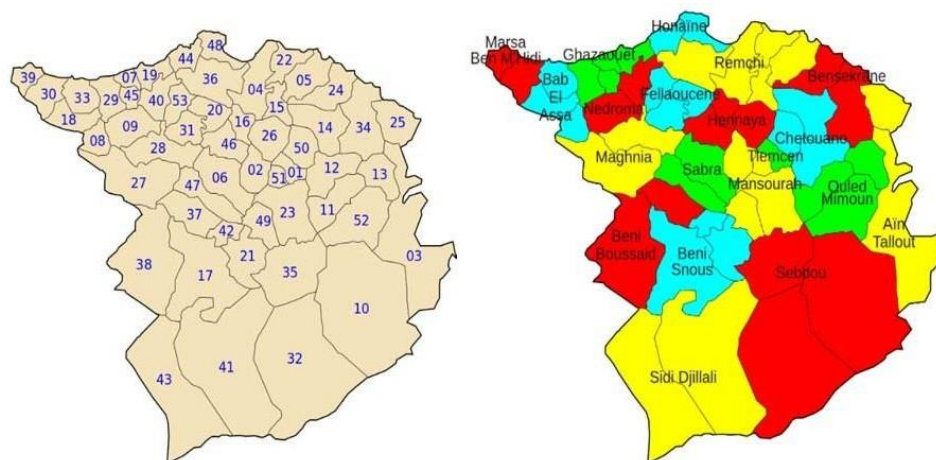 48
44
22
39
07
19
36
05
30
33
29
45
40
53
04
24
18
20
15
09
16
14
34
25
08
31
46
26
50
28
27
47
06
02
51
01
12
13
37
49
23
11
52
42
38
17
21
35
03
10
43
41
32
Honaïne
Marsa
Ben M'Hidi
Ghazaouet
Remchi
Bensekrane
Bab
El
Assa
Nedroma
Fellaoucene
Hennaya
Chetouano
Maghnia
Sabra
Tlemcen
Mansourah
Ouled
Mimoun
Aïn
Tallout
Beni
Boussaid
Beni
Snous
Sebdou
Sidi Djillali